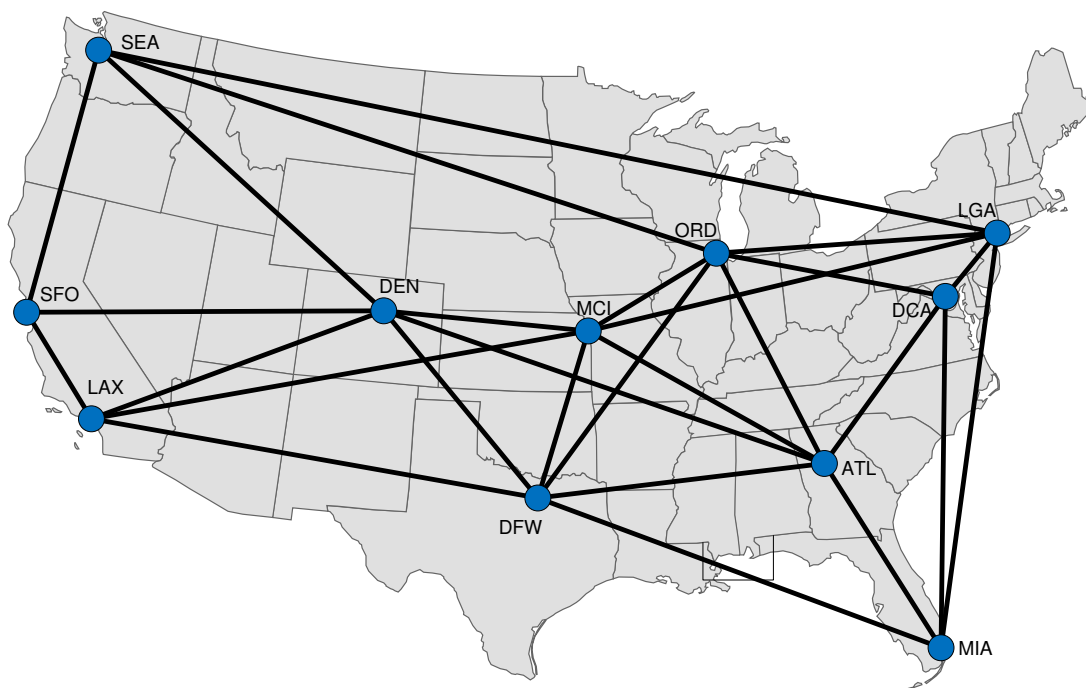 SEA
LGA
ORD
DEN
SFO
MCI
DCA
LAX
ATL
DFW
MIA